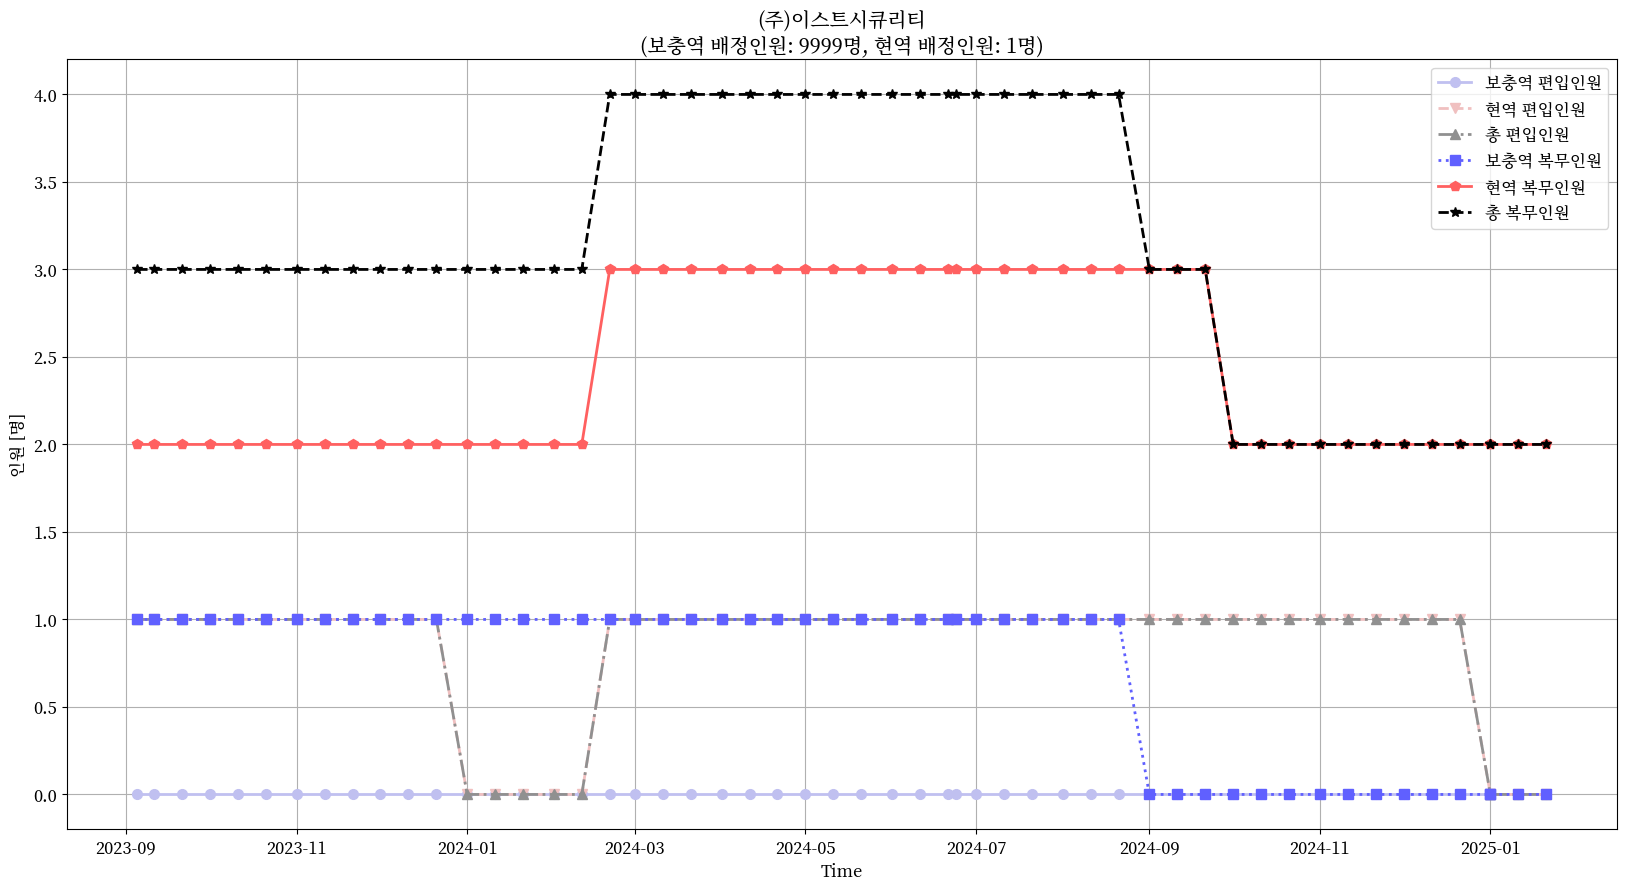 (주)이스트시큐리티
(보충역 배정인원: 9999명, 현역 배정인원: 1명)
보충역 편입인원
현역 편입인원
총 편입인원
보충역 복무인원
현역 복무인원
총 복무인원
인원 [명]
4.0
3.5
3.0
2.5
2.0
1.5
1.0
0.5
0.0
2023-09
2023-11
2024-01
2024-03
2024-05
2024-07
2024-09
2024-11
2025-01
Time